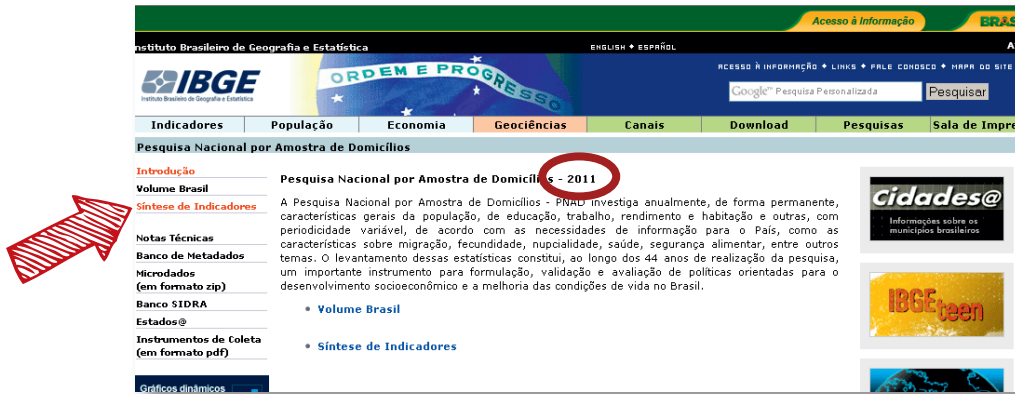 Acesso à Informação
BRAS
nstituto Brasileiro de Geografia e Estatística
ENGLISH ✦ ESPAÑOL
A
IBGE
Instituto Brasileiro de Geografia e Estatística
ORDEM E PROGRESSO
ACESSO À INFORMAÇÃO ✦ LINKS ✦ FALE CONOSCO ✦ MAPA DO SITE
Google™ Pesquisa Personalizada
Pesquisar
Indicadores População Economia Geociências Canais Download Pesquisas Sala de Impre
Pesquisa Nacional por Amostra de Domicílios
Introdução
Volume Brasil
Síntese de Indicadores
Notas Técnicas
Banco de Metadados
Microdados
(em formato zip)
Banco SIDRA
Estados@
Instrumentos de Coleta
(em formato pdf)
Gráficos dinâmicos
Pesquisa Nacional por Amostra de Domicílios - 2011
A Pesquisa Nacional por Amostra de Domicílios - PNAD investiga anualmente, de forma permanente,
características gerais da população, de educação, trabalho, rendimento e habitação e outras, com
periodicidade variável, de acordo com as necessidades de informação para o País, como as
características sobre migração, fecundidade, nupcialidade, saúde, segurança alimentar, entre outros
temas. O levantamento dessas estatísticas constitui, ao longo dos 44 anos de realização da pesquisa,
um importante instrumento para formulação, validação e avaliação de políticas orientadas para o
desenvolvimento socioeconômico e a melhoria das condições de vida no Brasil.
• Volume Brasil
• Síntese de Indicadores
Cidades@
Informações sobre os
municípios brasileiros
IBGEteen